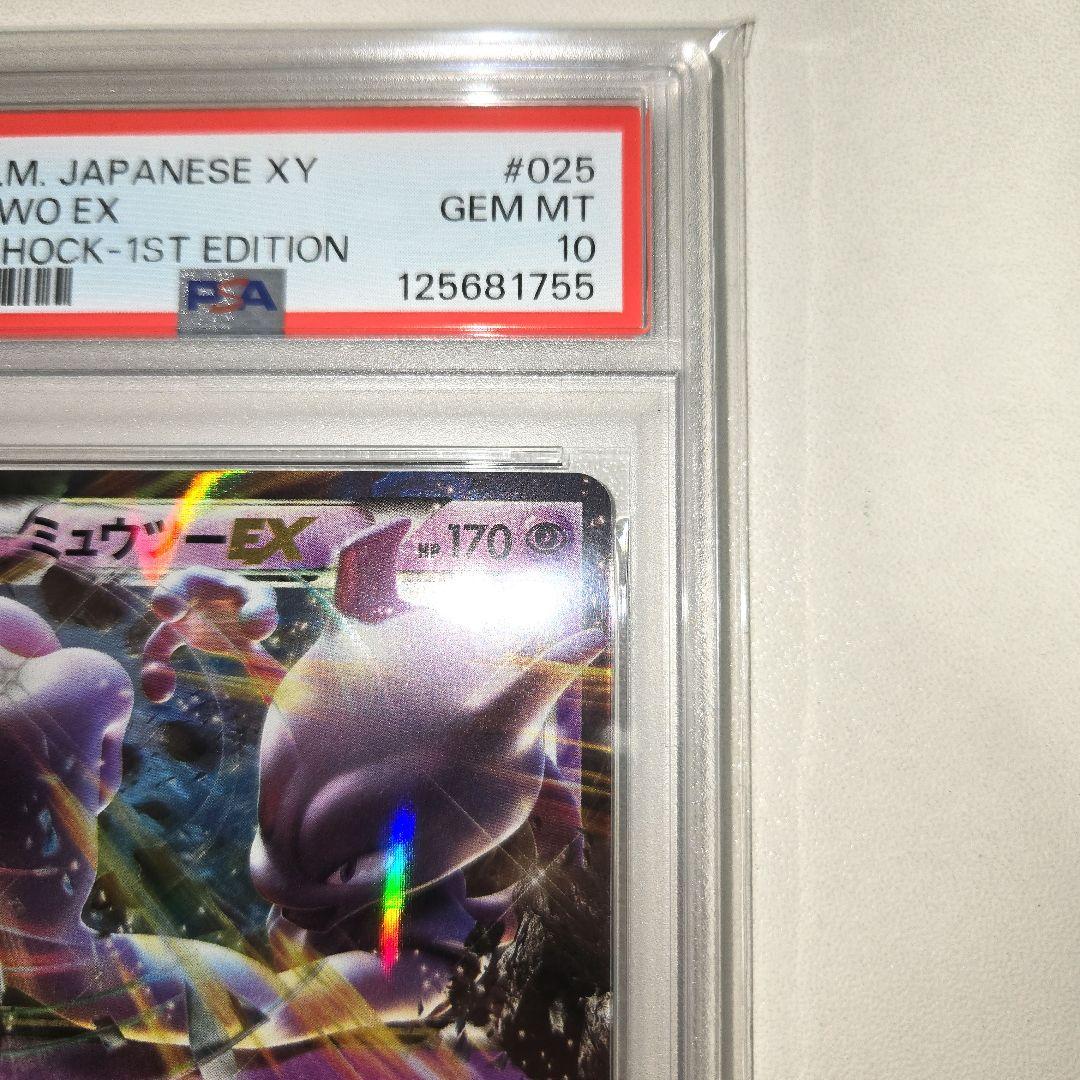 .M. JAPANESE XY #025
WO EX GEM MT
HOCK-1ST EDITION 10
PSA 125681755
ミュウツーEX HP 170